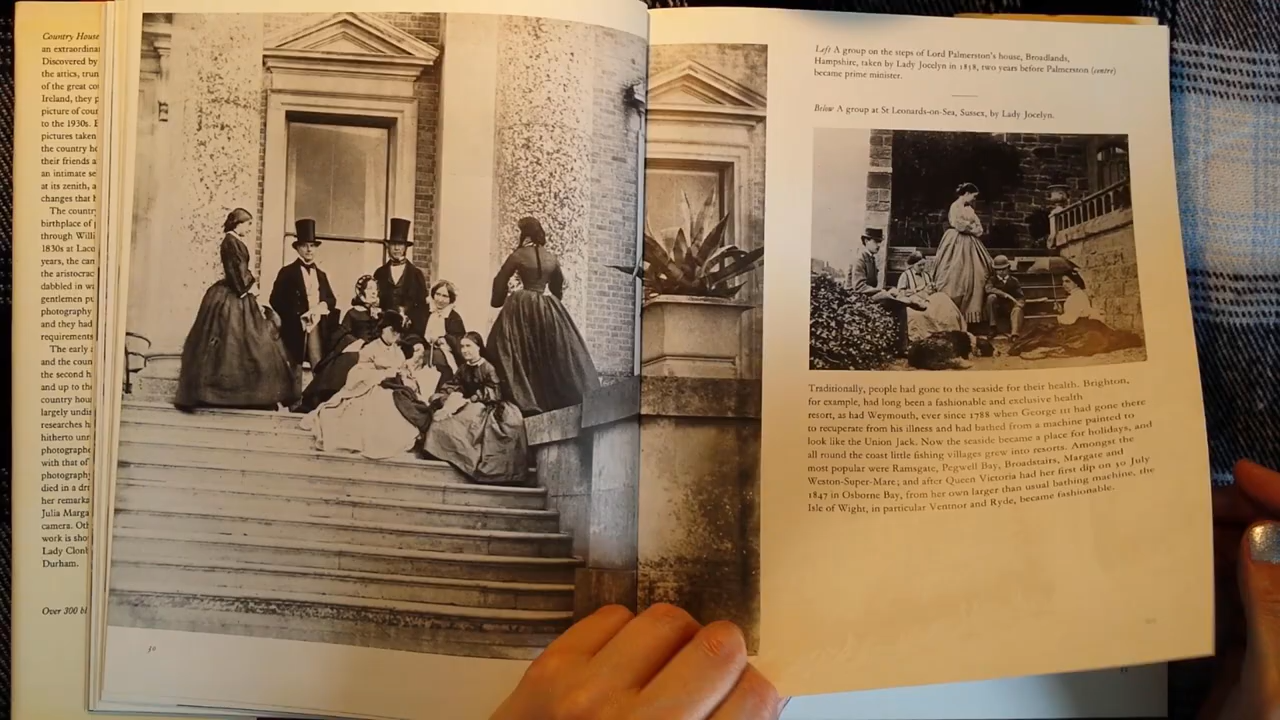 Country House
an extraordina
Discovered by
the attics, trun
of the great co
Ireland, they p
picture of cour
to the 1930s. E
pictures taken
the country ho
their friends a
an intimate se
at its zenith, a
changes that h
The country
birthplace of p
through Willi
1830s at Laco
years, the can
the aristocrac
dabbled in wa
gentlemen pu
photography
and they had
requirements
The early a
and the coun
the second h
and up to the
country hou
largely undis
researches h
hitherto unr
photographe
with that of
photography
died in a dr
her remarka
Julia Marga
camera. Oth
work is sho
Lady Clonb
Durham.
Over 300 bl
30
Left A group on the steps of Lord Palmerston's house, Broadlands,
Hampshire, taken by Lady Jocelyn in 1858, two years before Palmerston (centre)
became prime minister.
Below A group at St Leonards-on-Sea, Sussex, by Lady Jocelyn.
Traditionally, people had gone to the seaside for their health. Brighton,
for example, had long been a fashionable and exclusive health
resort, as had Weymouth, ever since 1788 when George III had gone there
to recuperate from his illness and had bathed from a machine painted to
look like the Union Jack. Now the seaside became a place for holidays, and
all round the coast little fishing villages grew into resorts. Amongst the
most popular were Ramsgate, Pegwell Bay, Broadstairs, Margate and
Weston-Super-Mare; and after Queen Victoria had her first dip on 30 July
1847 in Osborne Bay, from her own larger than usual bathing machine, the
Isle of Wight, in particular Ventnor and Ryde, became fashionable.